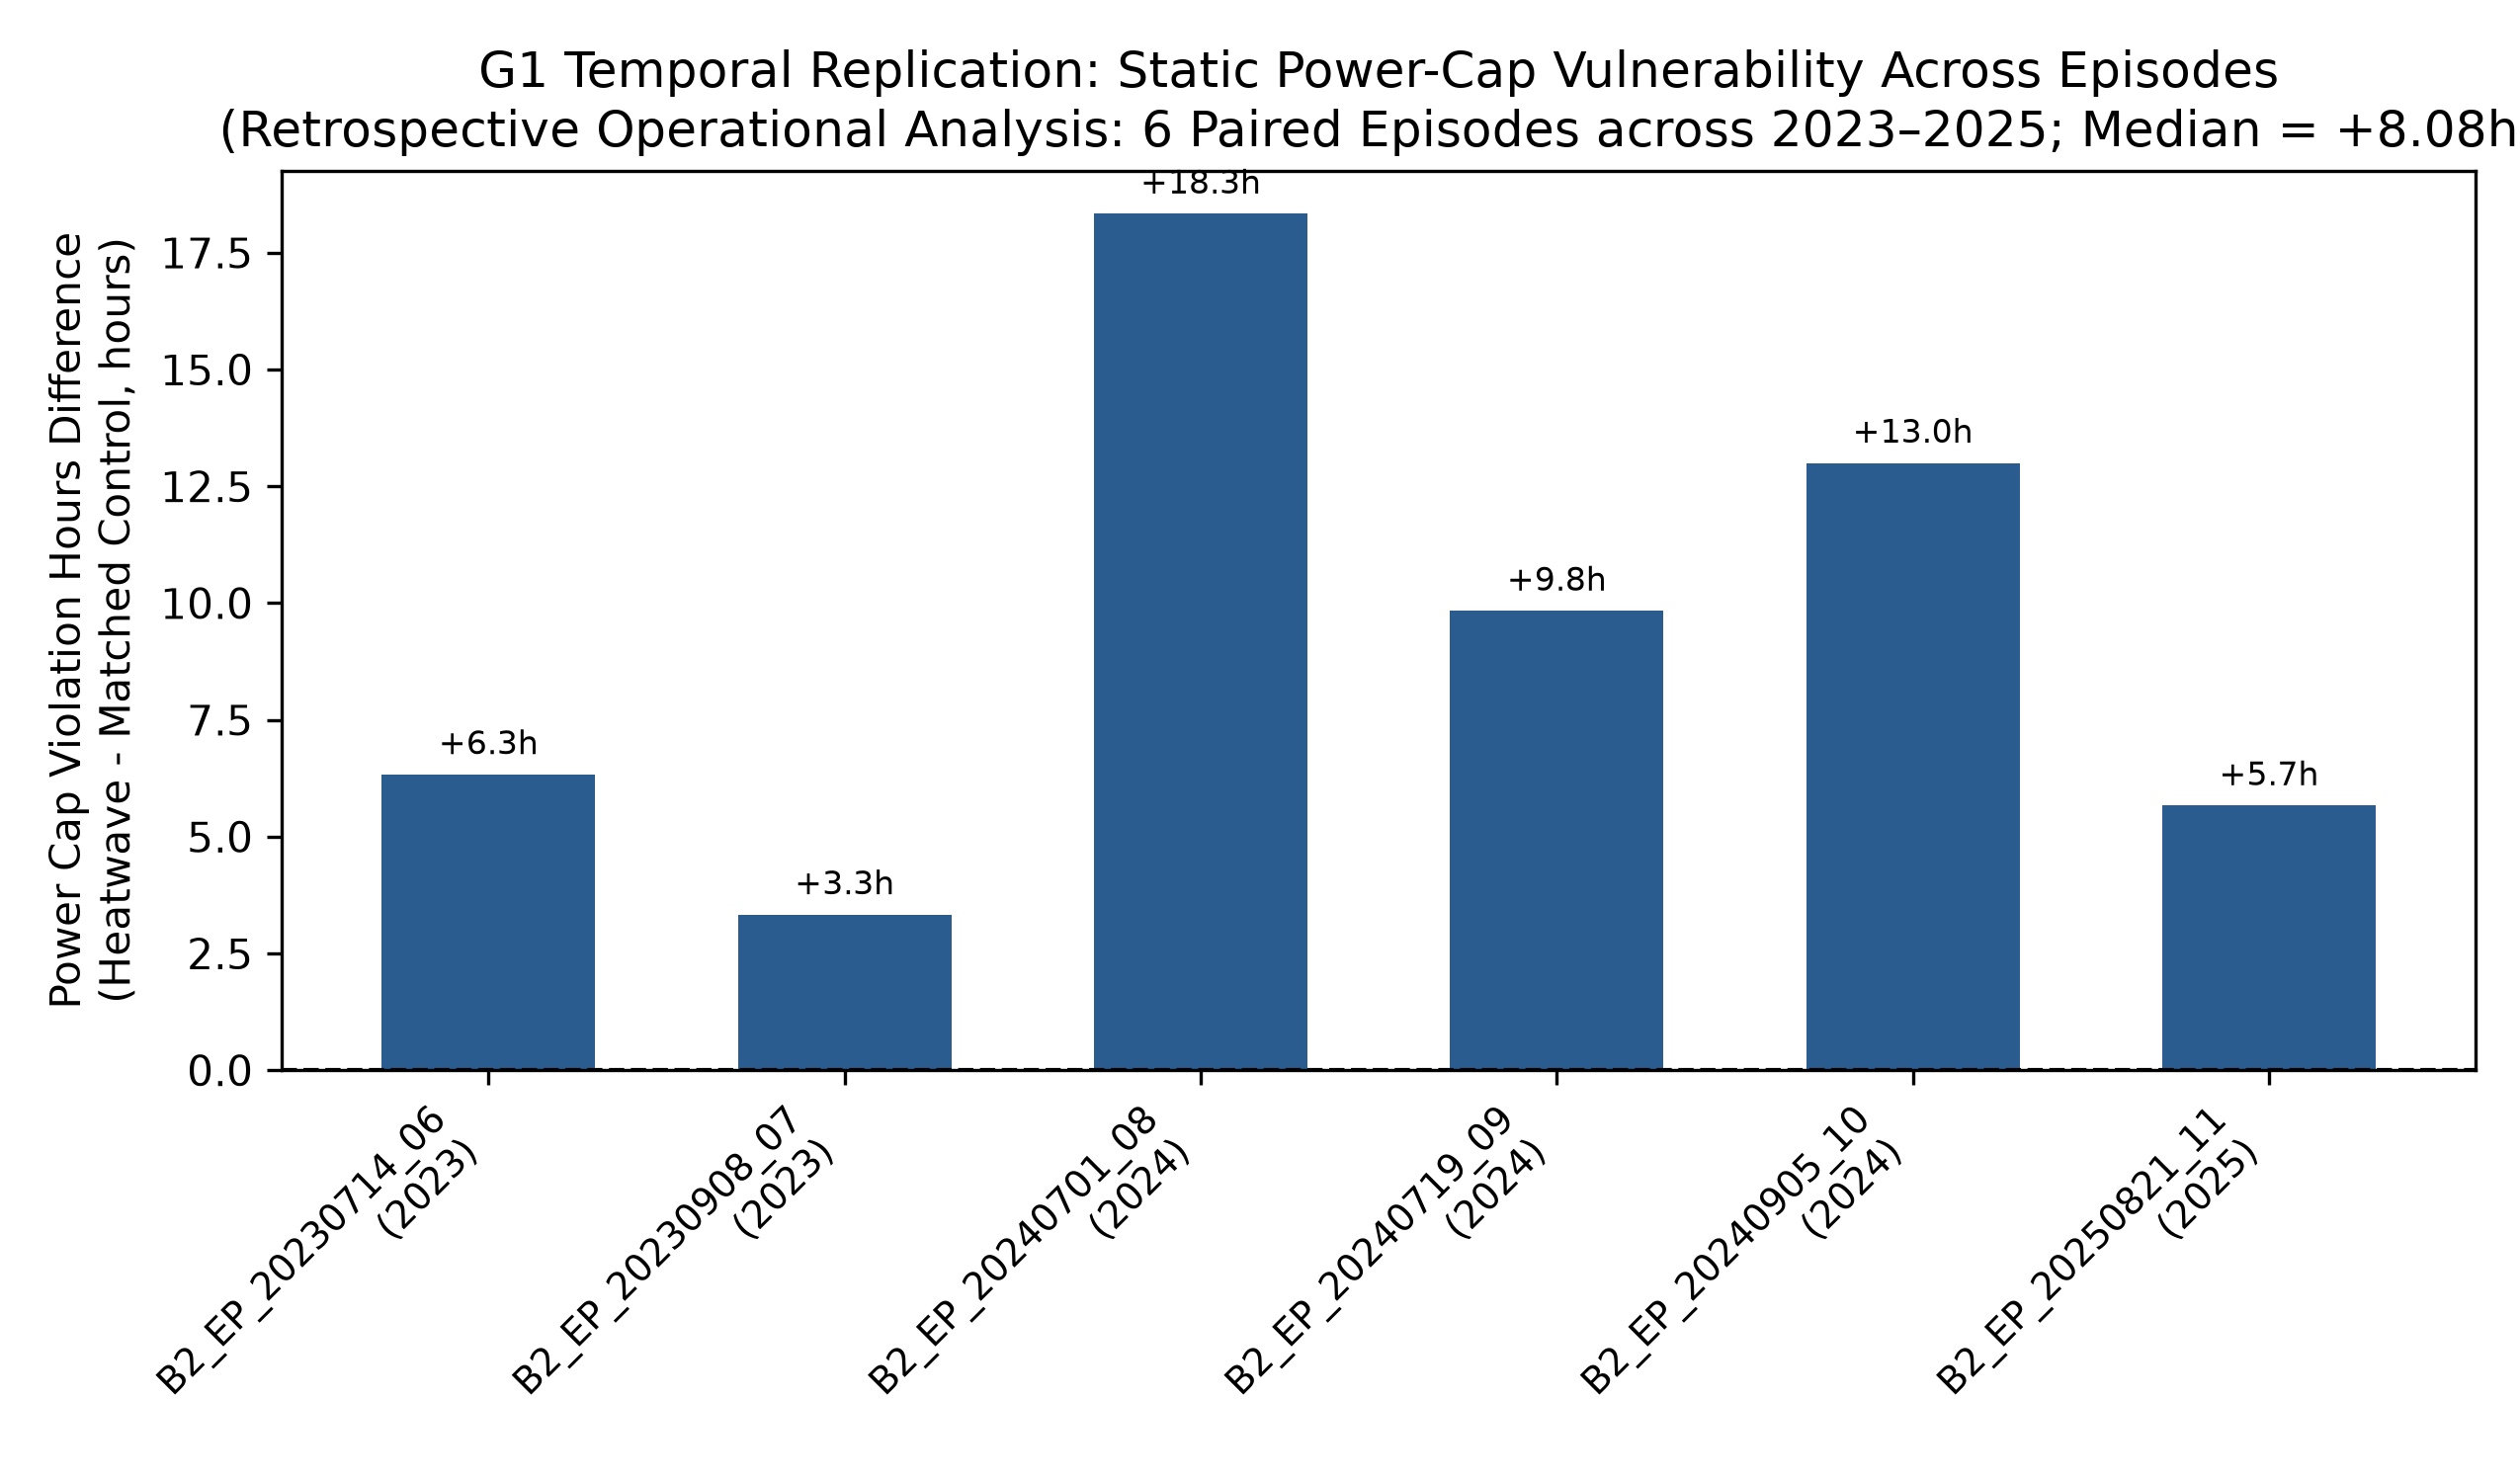 G1 Temporal Replication: Static Power-Cap Vulnerability Across Episodes
(Retrospective Operational Analysis: 6 Paired Episodes across 2023–2025; Median = +8.08h
Power Cap Violation Hours Difference
(Heatwave - Matched Control, hours)
17.5
15.0
12.5
10.0
7.5
5.0
2.5
0.0
+6.3h
+3.3h
+18.3h
+9.8h
+13.0h
+5.7h
B2_EP_20230714_06
(2023)
B2_EP_20230908_07
(2023)
B2_EP_20240701_08
(2024)
B2_EP_20240719_09
(2024)
B2_EP_20240905_10
(2024)
B2_EP_20250821_11
(2025)